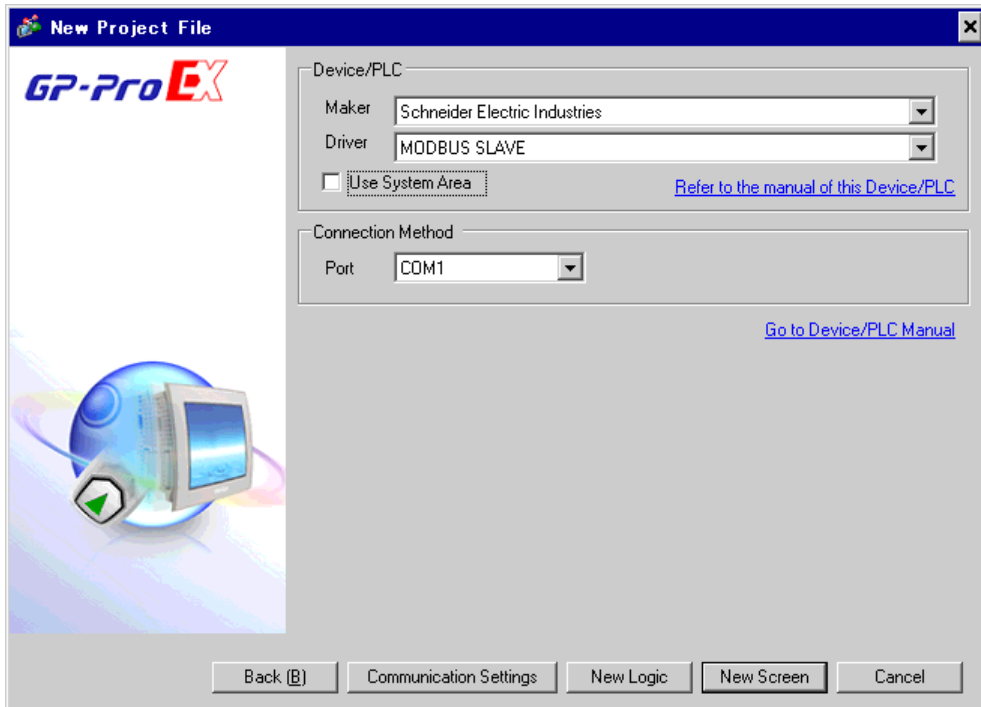 New Project File
GP-Pro EX
Device/PLC
Maker Schneider Electric Industries
Driver MODBUS SLAVE
Use System Area Refer to the manual of this Device/PLC
Connection Method
Port COM1
Go to Device/PLC Manual
Back (B) Communication Settings New Logic New Screen Cancel